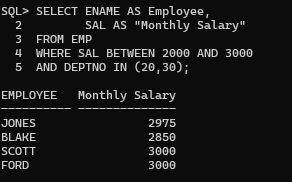 SQL> SELECT ENAME AS Employee,
  2         SAL AS "Monthly Salary"
  3  FROM EMP
  4  WHERE SAL BETWEEN 2000 AND 3000
  5  AND DEPTNO IN (20,30);
EMPLOYEE   Monthly Salary
---------- --------------
JONES                2975
BLAKE                2850
SCOTT                3000
FORD                 3000